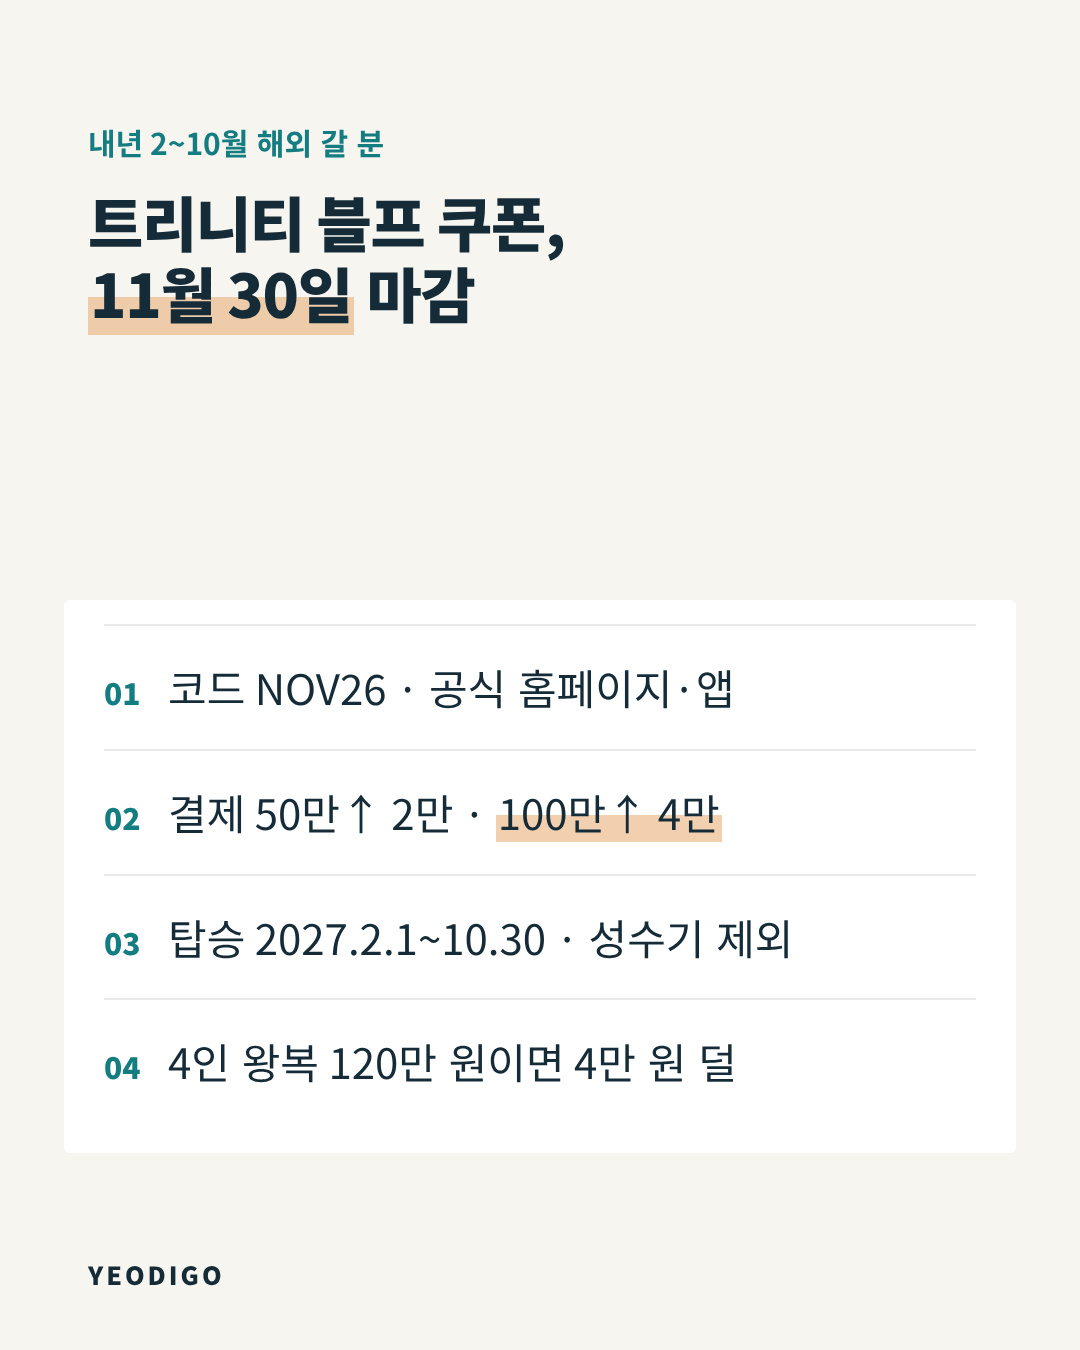 내년 2~10월 해외 갈 분
트리니티 블프 쿠폰,
11월 30일 마감
01 코드 NOV26 · 공식 홈페이지·앱
02 결제 50만↑ 2만 · 100만↑ 4만
03 탑승 2027.2.1~10.30 · 성수기 제외
04 4인 왕복 120만 원이면 4만 원 덜
YEODIGO